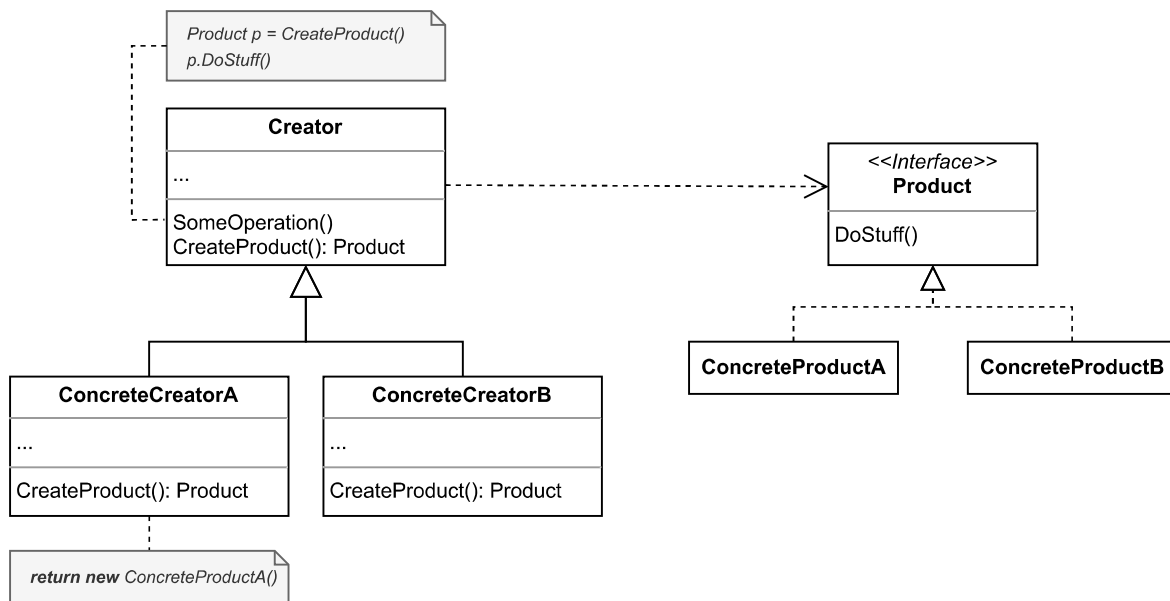 Product p = CreateProduct()
p.DoStuff()
Creator
...
SomeOperation()
CreateProduct(): Product
<<Interface>>
Product
DoStuff()
ConcreteProductA
ConcreteProductB
ConcreteCreatorA
...
CreateProduct(): Product
ConcreteCreatorB
...
CreateProduct(): Product
return new ConcreteProductA()